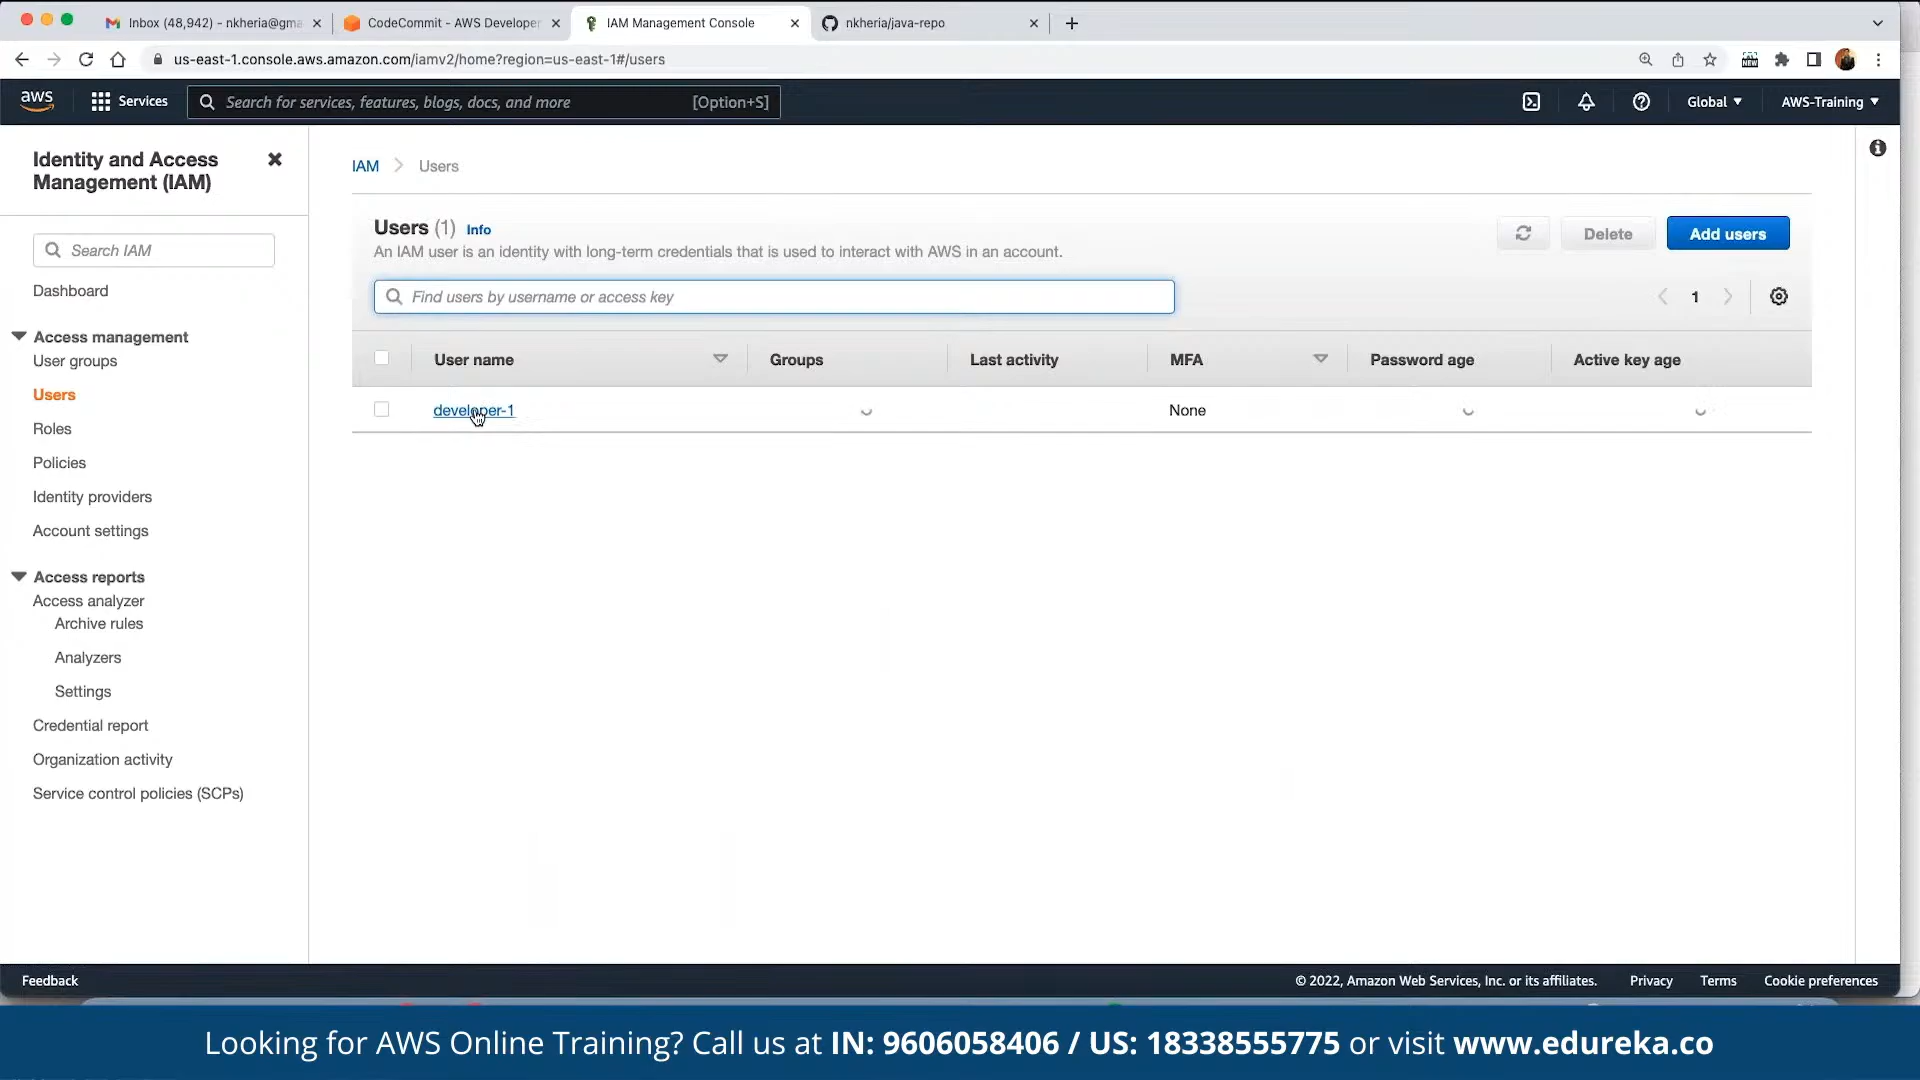 Inbox (48,942) - nkheria@gma
CodeCommit - AWS Developer
IAM Management Console
nkheria/java-repo
us-east-1.console.aws.amazon.com/iamv2/home?region=us-east-1#/users
NEW
aws
Services
Search for services, features, blogs, docs, and more
[Option+S]
Global
AWS-Training
Identity and Access
Management (IAM)
Search IAM
Dashboard
Access management
User groups
Users
Roles
Policies
Identity providers
Account settings
Access reports
Access analyzer
Archive rules
Analyzers
Settings
Credential report
Organization activity
Service control policies (SCPs)
IAM
Users
Users (1) Info
An IAM user is an identity with long-term credentials that is used to interact with AWS in an account.
Delete
Add users
Find users by username or access key
1
User name
Groups
Last activity
MFA
Password age
Active key age
developer-1
None
Feedback
© 2022, Amazon Web Services, Inc. or its affiliates.
Privacy
Terms
Cookie preferences
Looking for AWS Online Training? Call us at IN: 9606058406 / US: 18338555775 or visit www.edureka.co